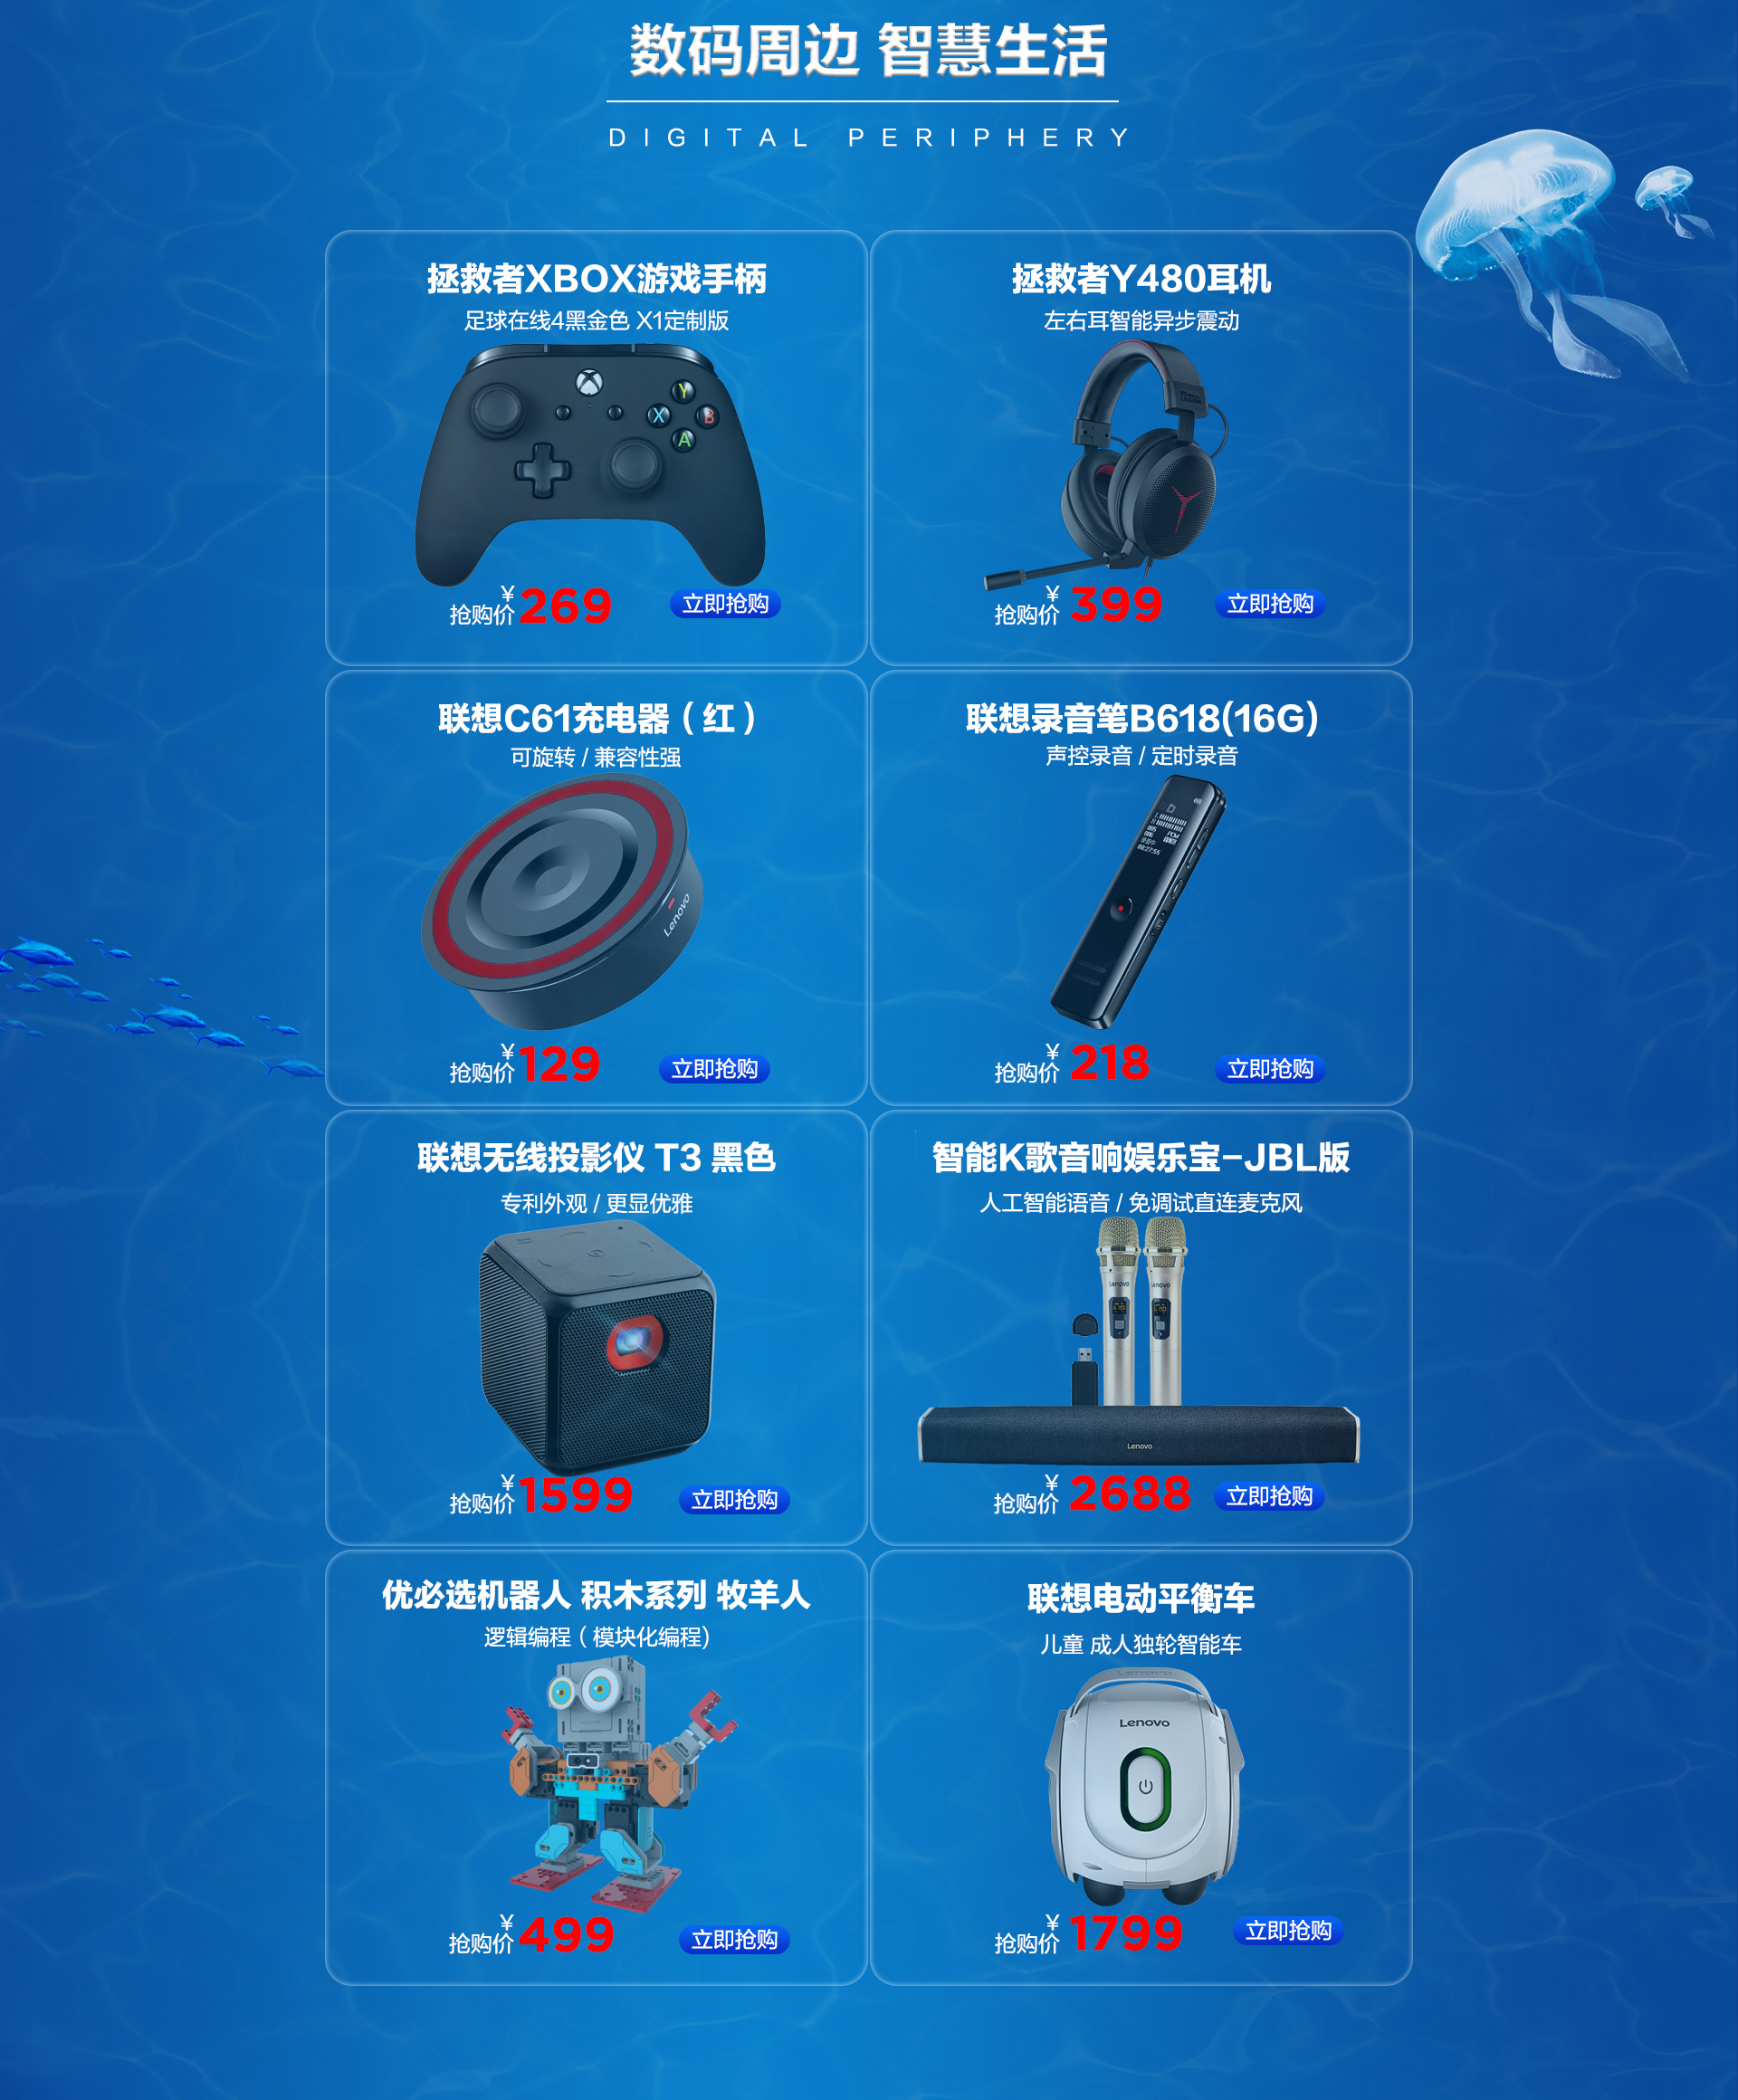 数码周边 智慧生活
DIGITAL PERIPHERY
拯救者XBOX游戏手柄
足球在线4黑金色 X1定制版
Y
X
B
A
¥
抢购价 269
立即抢购
拯救者Y480耳机
左右耳智能异步震动
LEGION
¥
抢购价 399
立即抢购
联想C61充电器（红）
可旋转 / 兼容性强
Lenovo
¥
抢购价 129
立即抢购
联想录音笔B618(16G)
声控录音 / 定时录音
¥
抢购价 218
立即抢购
联想无线投影仪 T3 黑色
专利外观 / 更显优雅
¥
抢购价 1599
立即抢购
智能K歌音响娱乐宝-JBL版
人工智能语音 / 免调试直连麦克风
Lenovo
Lenovo
Lenovo
¥
抢购价 2688
立即抢购
优必选机器人 积木系列 牧羊人
逻辑编程（模块化编程)
¥
抢购价 499
立即抢购
联想电动平衡车
儿童 成人独轮智能车
Lenovo
Lenovo
¥
抢购价 1799
立即抢购